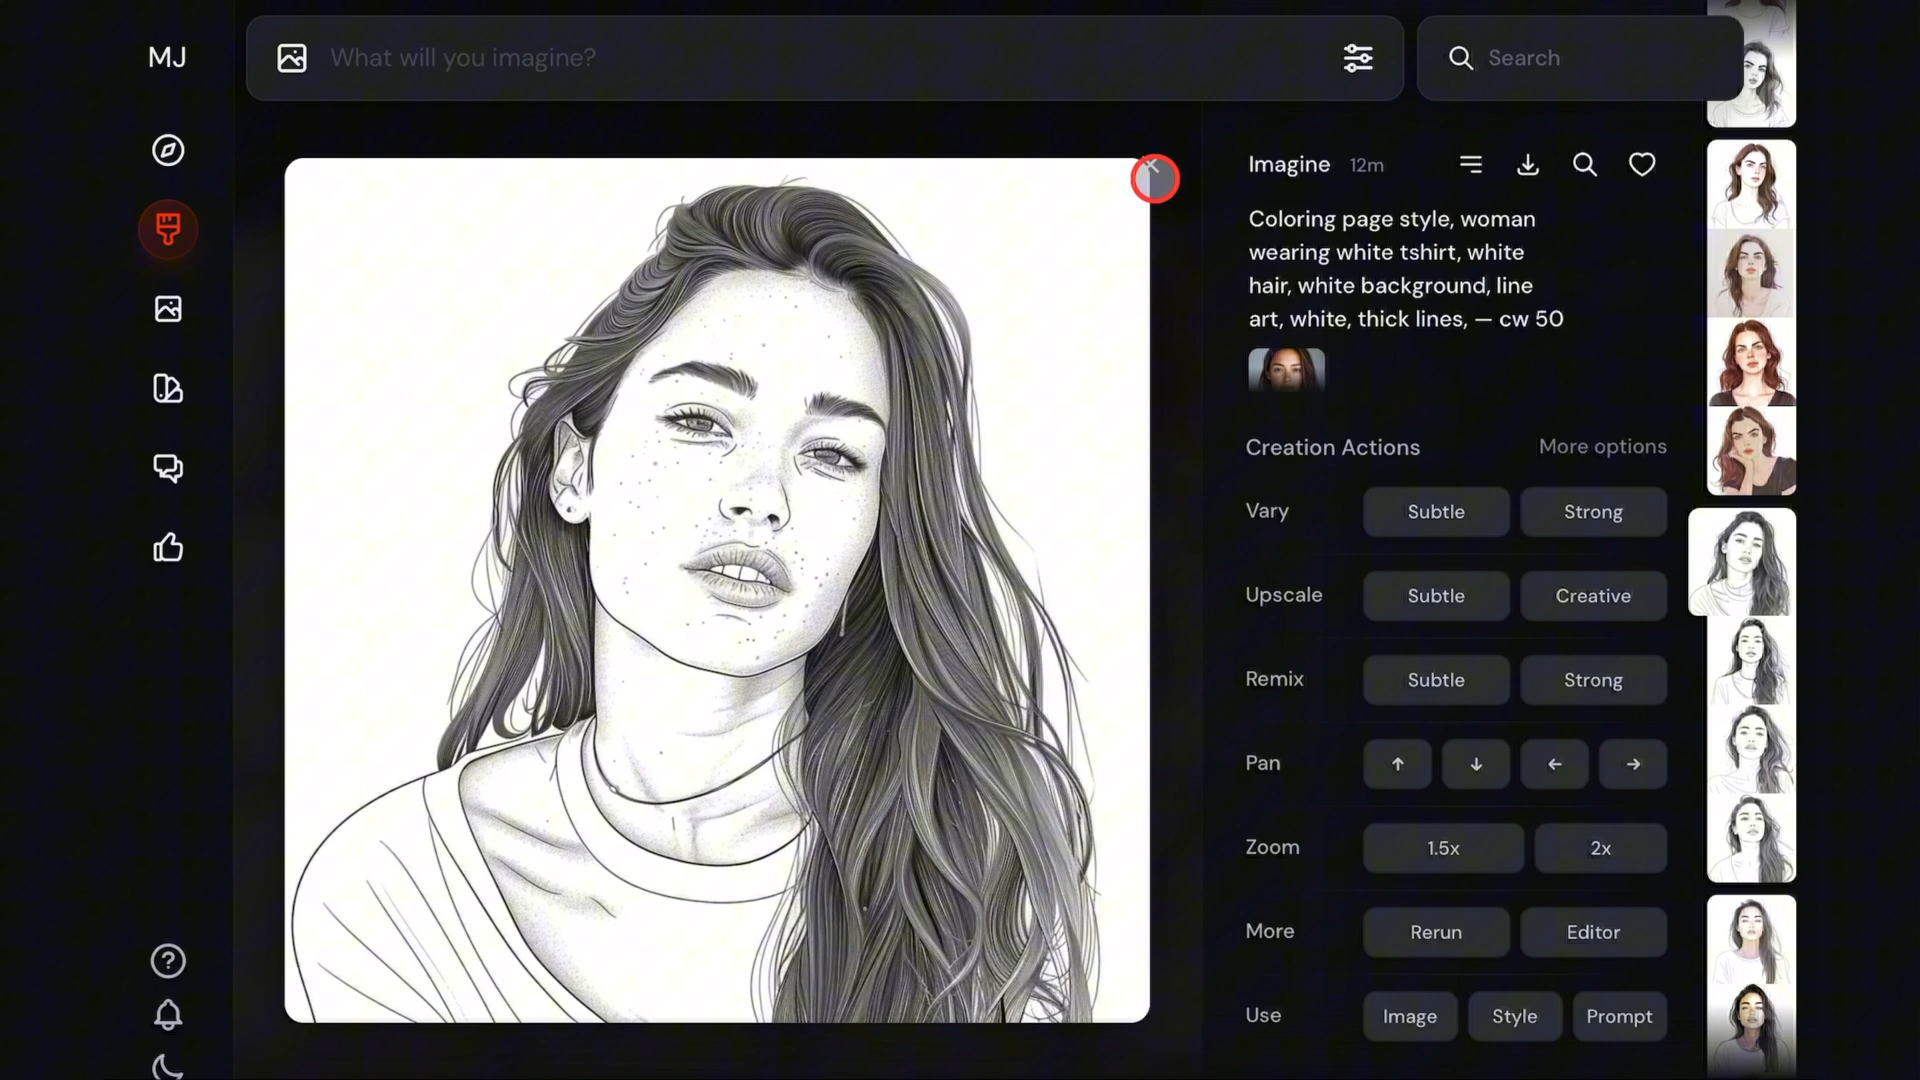 MJ
What will you imagine?
Search
Imagine 12m
Coloring page style, woman
wearing white tshirt, white
hair, white background, line
art, white, thick lines, — cw 50
Creation Actions More options
Vary Subtle Strong
Upscale Subtle Creative
Remix Subtle Strong
Pan
Zoom 1.5x 2x
More Rerun Editor
Use Image Style Prompt